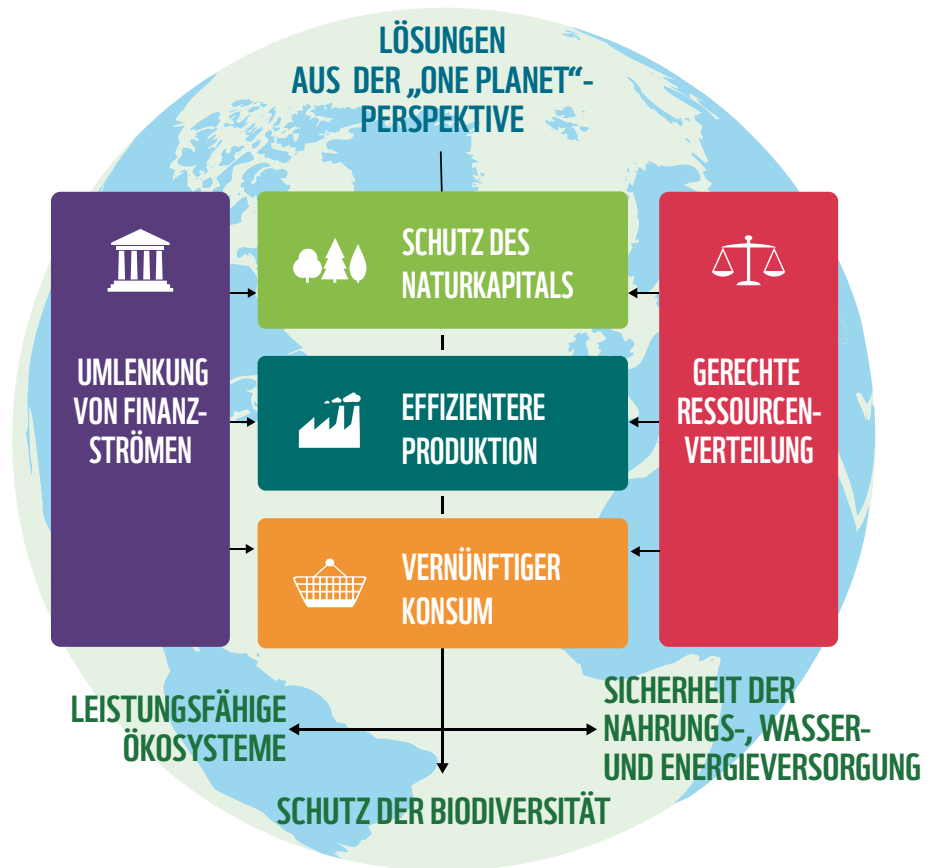 LÖSUNGEN
AUS DER „ONE PLANET“-
PERSPEKTIVE
UMLENKUNG
VON FINANZ-
STRÖMEN
SCHUTZ DES
NATURKAPITALS
EFFIZIENTERE
PRODUKTION
VERNÜNFTIGER
KONSUM
GERECHTE
RESSOURCEN-
VERTEILUNG
LEISTUNGSFÄHIGE
ÖKOSYSTEME
SICHERHEIT DER
NAHRUNGS-, WASSER-
UND ENERGIEVERSORGUNG
SCHUTZ DER BIODIVERSITÄT